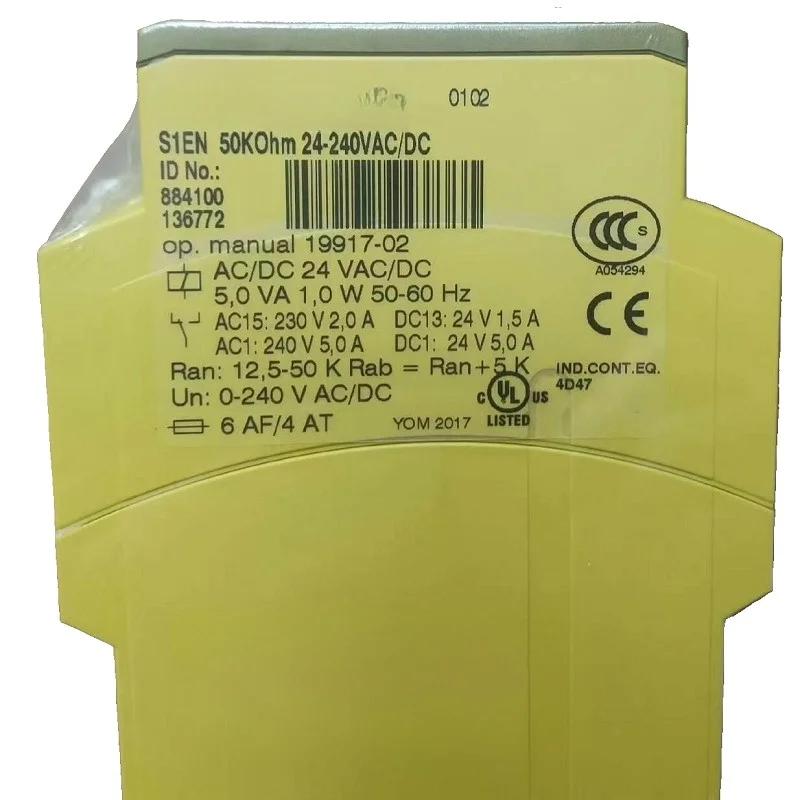 0102
S1EN 50KOhm 24-240VAC/DC
ID No.:
884100
136772
op. manual 19917-02
AC/DC 24 VAC/DC
5,0 VA 1,0 W 50-60 Hz
AC15: 230 V 2,0 A DC13: 24 V 1,5 A
AC1: 240 V 5,0 A DC1: 24 V 5,0 A
Ran: 12,5-50 K Rab = Ran+5 K
Un: 0-240 V AC/DC
6 AF/4 AT YOM 2017
CCC S
A054294
CE
IND.CONT.EQ.
4D47
C UL US
LISTED